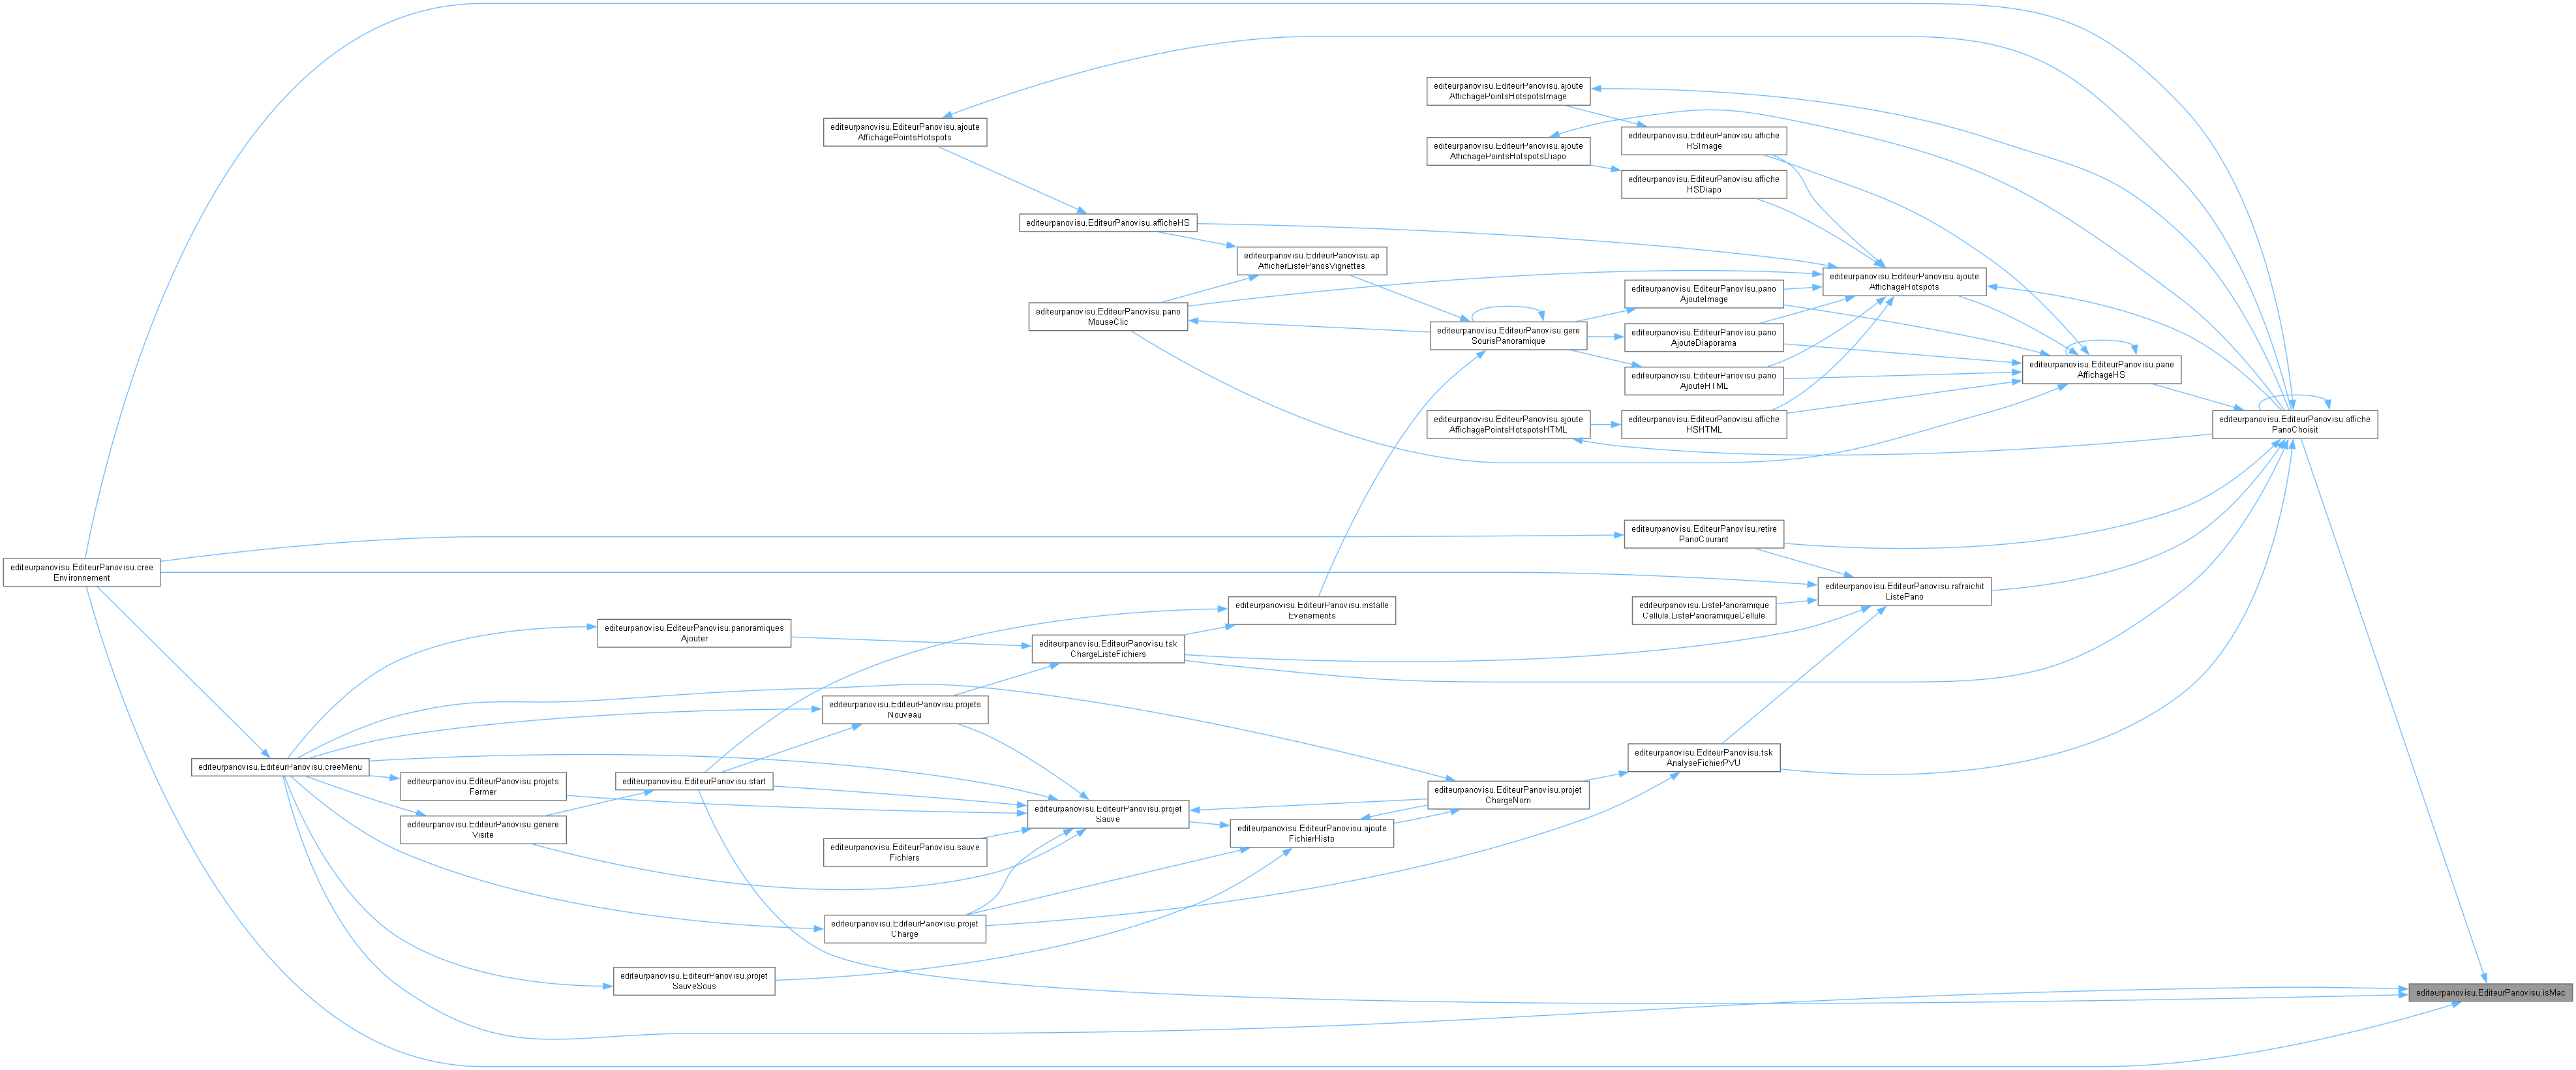 editeurpanovisu.EditeurPanovisu.ajoute
AffichagePointsHotspotsImage
editeurpanovisu.EditeurPanovisu.ajoute
AffichagePointsHotspots
editeurpanovisu.EditeurPanovisu.affiche
HSImage
editeurpanovisu.EditeurPanovisu.ajoute
AffichagePointsHotspotsDiapo
editeurpanovisu.EditeurPanovisu.affiche
HSDiapo
editeurpanovisu.EditeurPanovisu.afficheHS
editeurpanovisu.EditeurPanovisu.ap
AfficherListePanosVignettes
editeurpanovisu.EditeurPanovisu.ajoute
AffichageHotspots
editeurpanovisu.EditeurPanovisu.pano
AjouteImage
editeurpanovisu.EditeurPanovisu.pano
MouseClic
editeurpanovisu.EditeurPanovisu.gere
SourisPanoramique
editeurpanovisu.EditeurPanovisu.pano
AjouteDiaporama
editeurpanovisu.EditeurPanovisu.pane
AffichageHS
editeurpanovisu.EditeurPanovisu.pano
AjouteHTML
editeurpanovisu.EditeurPanovisu.ajoute
AffichagePointsHotspotsHTML
editeurpanovisu.EditeurPanovisu.affiche
HSHTML
editeurpanovisu.EditeurPanovisu.affiche
PanoChoisit
editeurpanovisu.EditeurPanovisu.retire
PanoCourant
editeurpanovisu.EditeurPanovisu.cree
Environnement
editeurpanovisu.EditeurPanovisu.rafraichit
ListePano
editeurpanovisu.EditeurPanovisu.installe
Evenements
editeurpanovisu.ListePanoramique
Cellule.ListePanoramiqueCellule
editeurpanovisu.EditeurPanovisu.panoramiques
Ajouter
editeurpanovisu.EditeurPanovisu.tsk
ChargeListeFichiers
editeurpanovisu.EditeurPanovisu.projets
Nouveau
editeurpanovisu.EditeurPanovisu.tsk
AnalyseFichierPVU
editeurpanovisu.EditeurPanovisu.creeMenu
editeurpanovisu.EditeurPanovisu.projets
Fermer
editeurpanovisu.EditeurPanovisu.start
editeurpanovisu.EditeurPanovisu.projet
ChargeNom
editeurpanovisu.EditeurPanovisu.projet
Sauve
editeurpanovisu.EditeurPanovisu.genere
Visite
editeurpanovisu.EditeurPanovisu.ajoute
FichierHisto
editeurpanovisu.EditeurPanovisu.sauve
Fichiers
editeurpanovisu.EditeurPanovisu.projet
Charge
editeurpanovisu.EditeurPanovisu.projet
SauveSous
editeurpanovisu.EditeurPanovisu.isMac